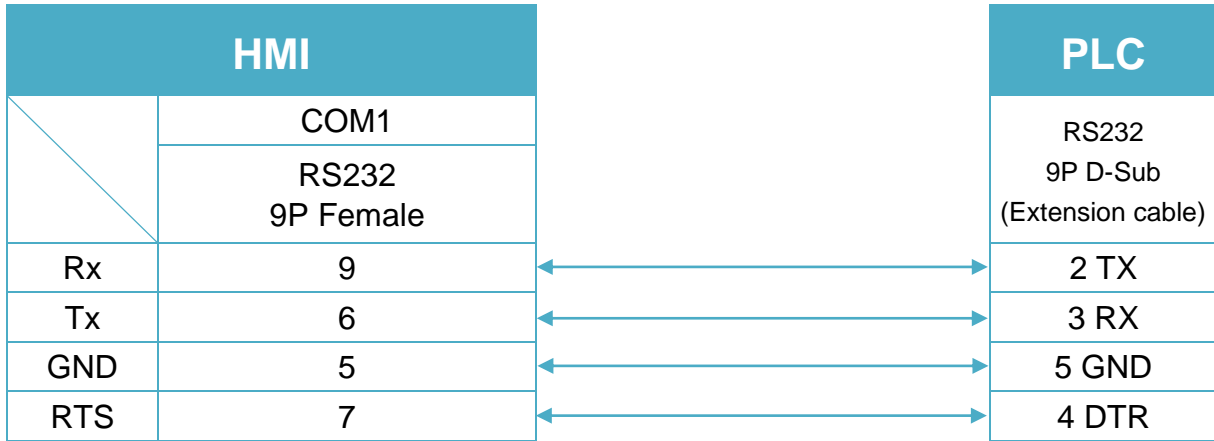 HMI
PLC
COM1
RS232
9P Female
RS232
9P D-Sub
(Extension cable)
Rx 9 2 TX
Tx 6 3 RX
GND 5 5 GND
RTS 7 4 DTR